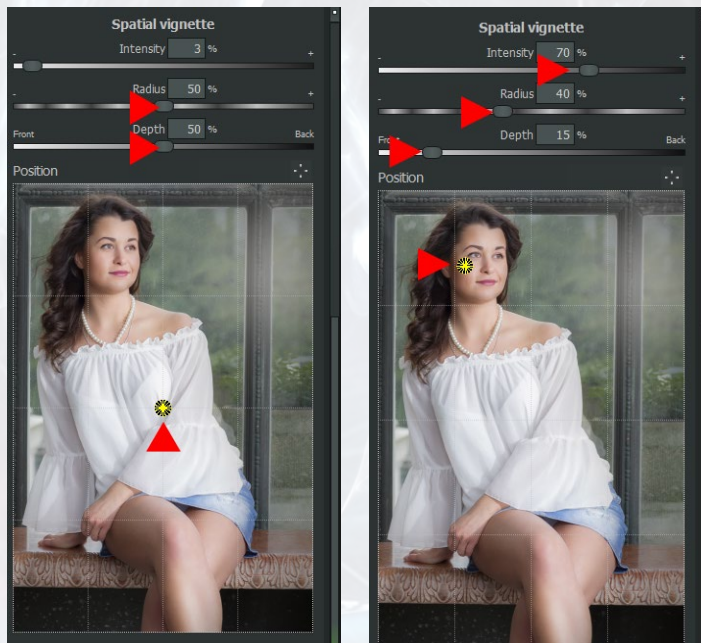 Spatial vignette
Intensity 3 %
- +
Radius 50 %
- +
Depth 50 %
Front Back
Position
Spatial vignette
Intensity 70 %
- +
Radius 40 %
- +
Depth 15 %
Front Back
Position